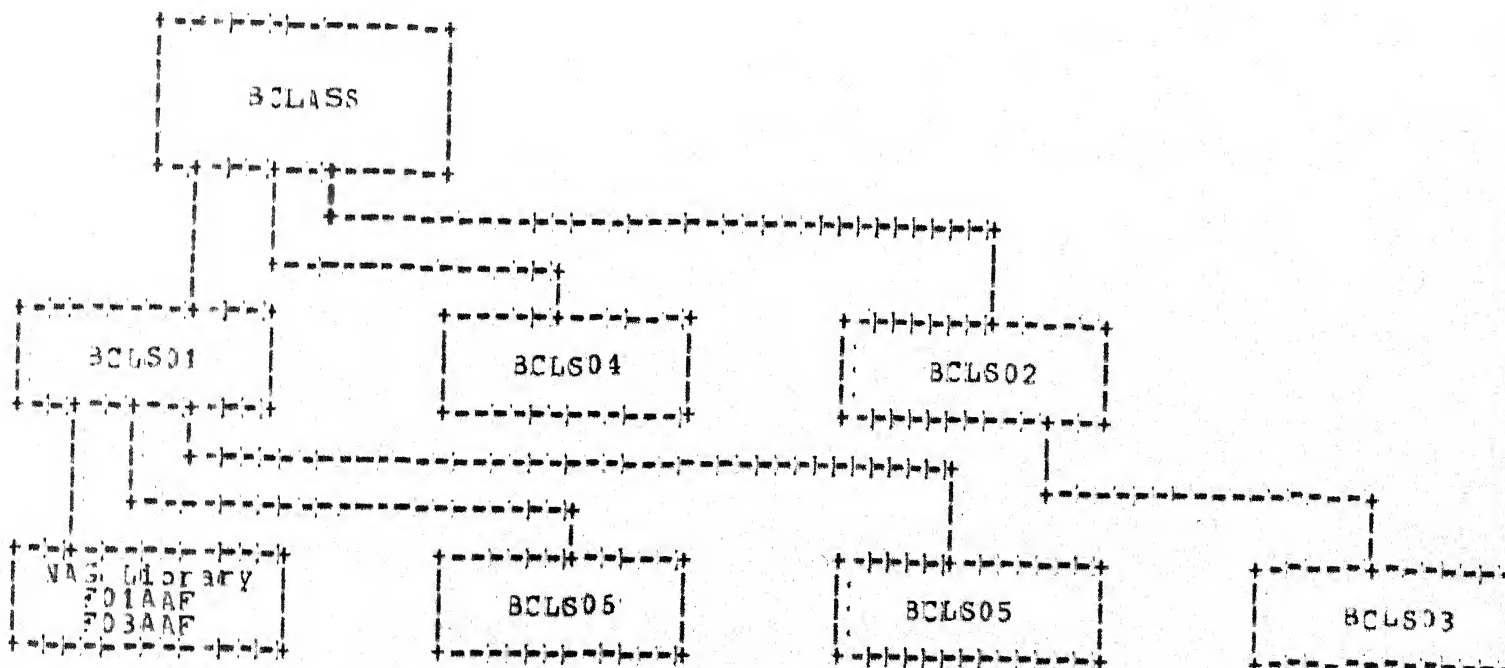 BCLASS
BCLS01
BCLS04
BCLS02
NAG Library
F01AAF
F03AAF
BCLS06
BCLS05
BCLS03